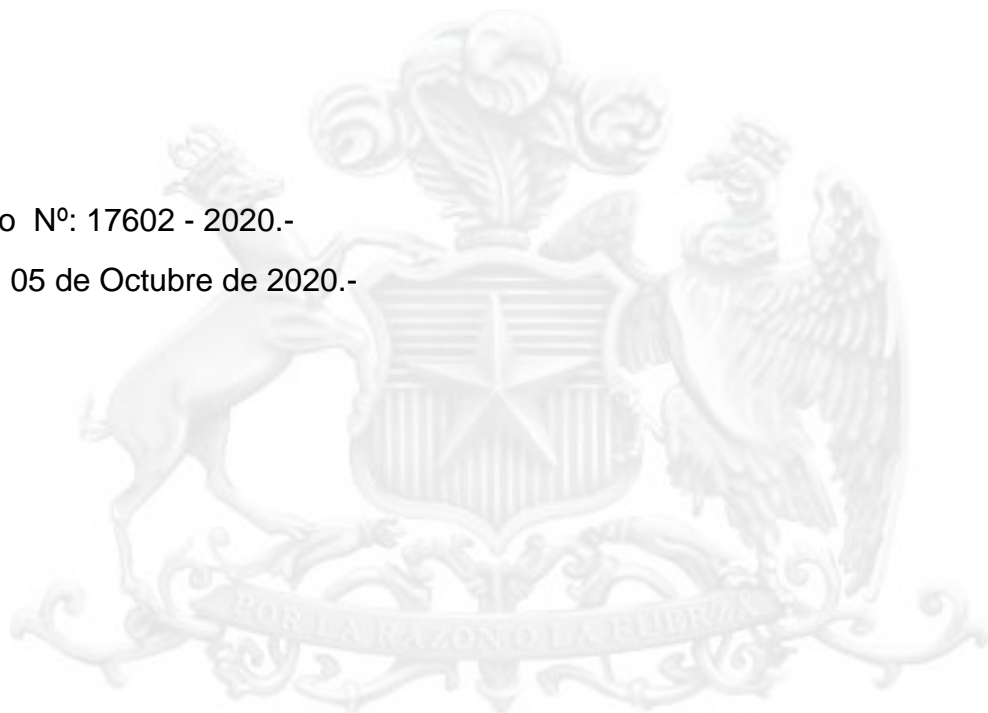 o Nº: 17602 - 2020.-
05 de Octubre de 2020.-
POR LA RAZON O LA FUERZA